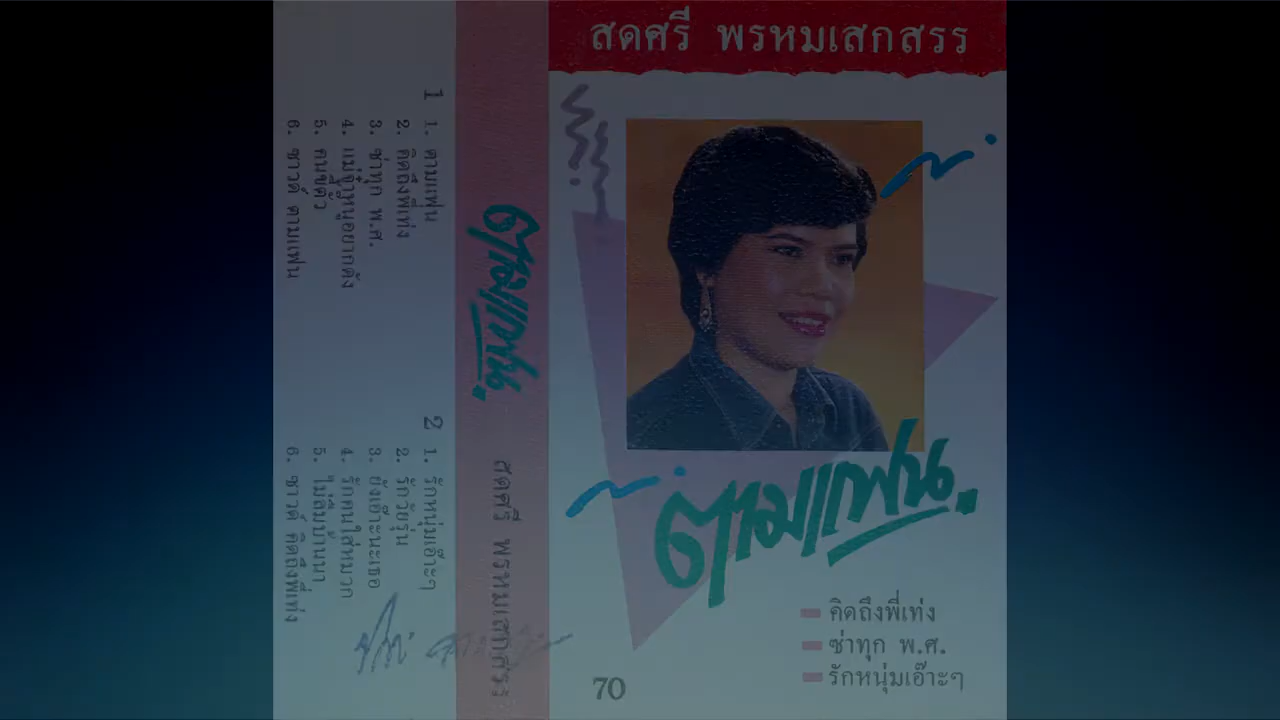 สดศรี พรหมเสกสรร
ตามแฟน
คิดถึงพี่เท่ง
ซ่าทุก พ.ศ.
รักหนุ่มเอ๊าะๆ
70
ตามแฟน
สดศรี พรหมเสกสรร
1
1. ตามแฟน
2. คิดถึงพี่เท่ง
3. ซ่าทุก พ.ศ.
4. แม่จ๋าหนูอยากดัง
5. คนขี้คั่ว
6. ซาวด์ ตามแฟน
2
1. รักหนุ่มเอ๊าะๆ
2. รักวัยรุ่น
3. ยังเอ๊าะนะเธอ
4. รักคนใส่หมวก
5. ไม่ลืมบ้านนา
6. ซาวด์ คิดถึงพี่เท่ง